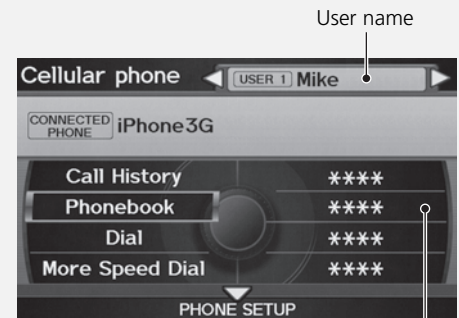 User name
Cellular phone USER 1 Mike
CONNECTED PHONE iPhone3G
Call History ****
Phonebook ****
Dial ****
More Speed Dial ****
PHONE SETUP